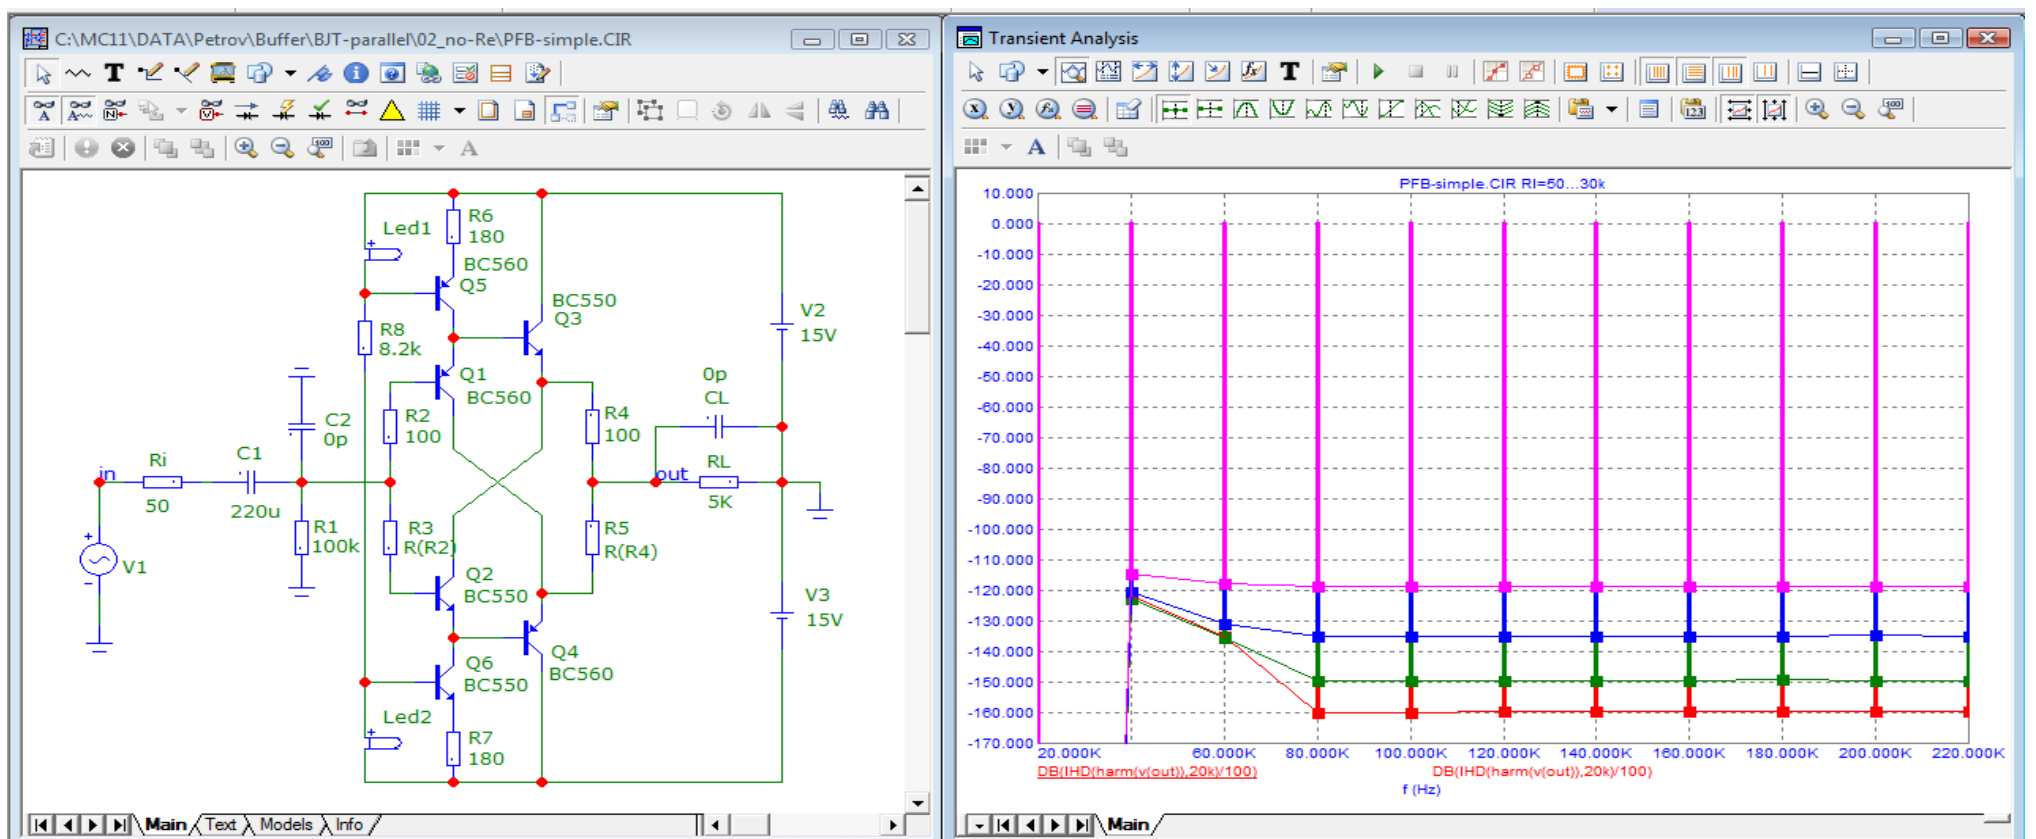 C:\MC11\DATA\Petrov\Buffer\BJT-parallel\02_no-Re\PFB-simple.CIR
Led1
R6
180
BC560
Q5
BC550
Q3
R8
8.2k
V2
15V
Q1
BC560
0p
CL
C2
0p
R2
100
R4
100
in
Ri
50
C1
220u
out
RL
5K
R1
100k
R3
R(R2)
R5
R(R4)
V1
Q2
BC550
V3
15V
Q4
BC560
Q6
BC550
Led2
R7
180
Main
Text
Models
Info
Transient Analysis
PFB-simple.CIR RI=50...30k
10.000
0.000
-10.000
-20.000
-30.000
-40.000
-50.000
-60.000
-70.000
-80.000
-90.000
-100.000
-110.000
-120.000
-130.000
-140.000
-150.000
-160.000
-170.000
20.000K 60.000K 80.000K 100.000K 120.000K 140.000K 160.000K 180.000K 200.000K 220.000K
DB(IHD(harm(v(out)),20k)/100) DB(IHD(harm(v(out)),20k)/100)
f (Hz)
Main